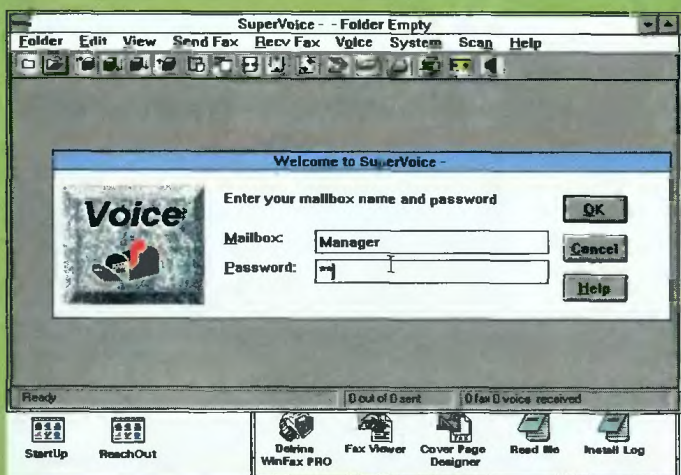 SuperVoice - - Folder Empty
Folder Edit View Send Fax Recv Fax Voice System Scan Help
Welcome to SuperVoice -
Voice
Enter your mailbox name and password
OK
Mailbox: Manager
Cancel
Password: **
Help
Ready 0 out of 0 sent 0 fax 0 voice received
StartUp ReachOut Delrina WinFax PRO Fax Viewer Cover Page Designer Read Me Install Log